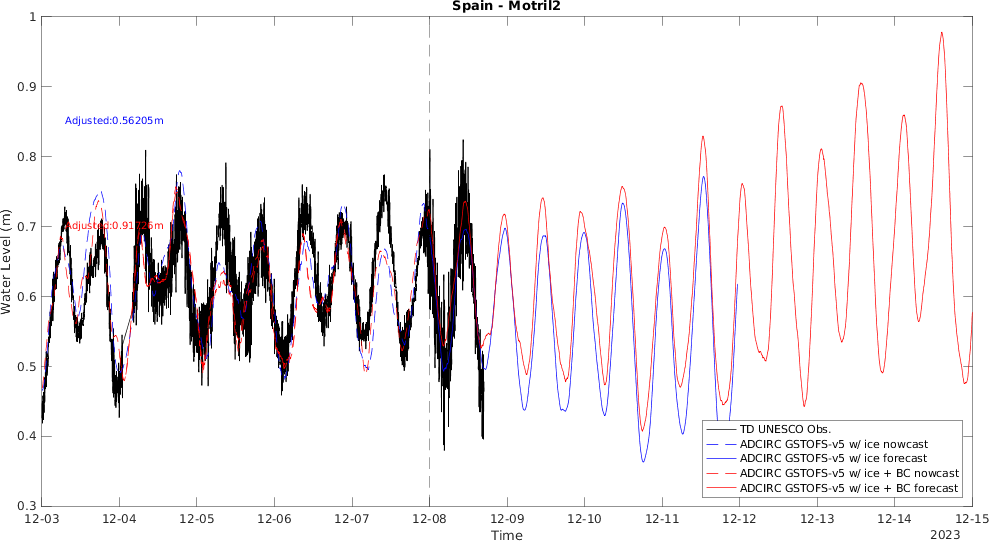 Spain - Motril2
Water Level (m)
1
0.9
0.8
0.7
0.6
0.5
0.4
0.3
Adjusted:0.56205m
Adjusted:0.91725m
TD UNESCO Obs.
ADCIRC GSTOFS-v5 w/ ice nowcast
ADCIRC GSTOFS-v5 w/ ice forecast
ADCIRC GSTOFS-v5 w/ ice + BC nowcast
ADCIRC GSTOFS-v5 w/ ice + BC forecast
12-03 12-04 12-05 12-06 12-07 12-08 12-09 12-10 12-11 12-12 12-13 12-14 12-15
Time
2023